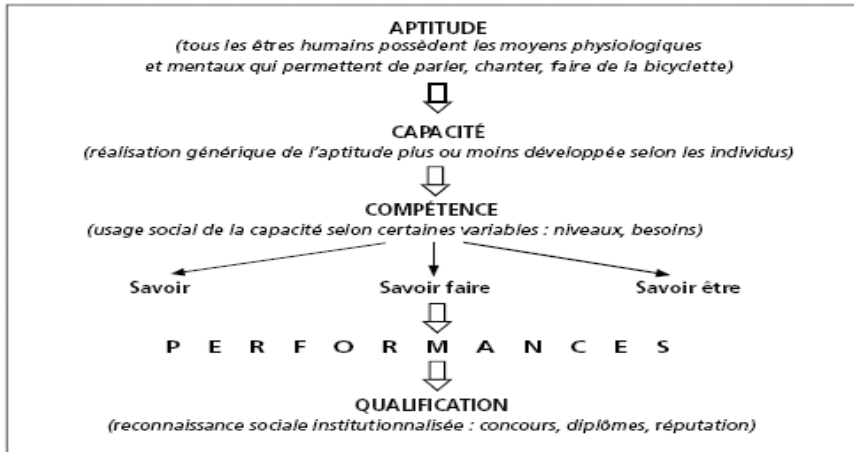 APTITUDE
(tous les êtres humains possèdent les moyens physiologiques
et mentaux qui permettent de parler, chanter, faire de la bicyclette)
CAPACITÉ
(réalisation générique de l'aptitude plus ou moins développée selon les individus)
COMPÉTENCE
(usage social de la capacité selon certaines variables : niveaux, besoins)
Savoir Savoir faire Savoir être
P E R F O R M A N C E S
QUALIFICATION
(reconnaissance sociale institutionnalisée : concours, diplômes, réputation)